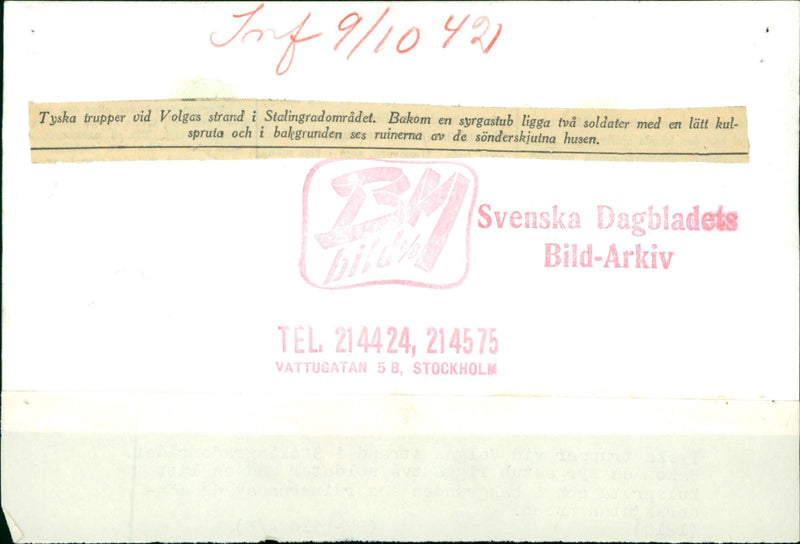 Inf 9/10 42
Tyska trupper vid Volgas strand i Stalingradområdet. Bakom en syrgastub ligga två soldater med en lätt kul-
spruta och i bakgrunden ses ruinerna av de sönderskjutna husen.
BM
bild
Svenska Dagbladets
Bild-Arkiv
TEL. 214424, 214575
VATTUGATAN 5 B, STOCKHOLM